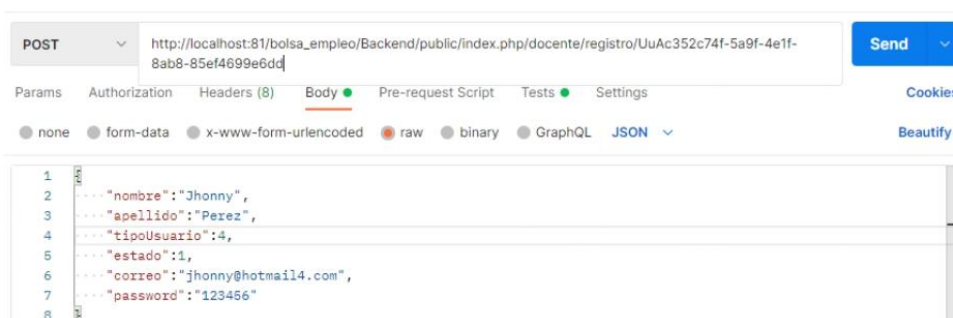 POST http://localhost:81/bolsa_empleo/Backend/public/index.php/docente/registro/UuAc352c74f-5a9f-4e1f- Send
8ab8-85ef4699e6dd
Params Authorization Headers (8) Body Pre-request Script Tests Settings Cookies
none form-data x-www-form-urlencoded raw binary GraphQL JSON Beautify
1 {
2 "nombre":"Jhonny",
3 "apellido":"Perez",
4 "tipoUsuario":4,
5 "estado":1,
6 "correo":"jhonny@hotmail4.com",
7 "password":"123456"
8 }